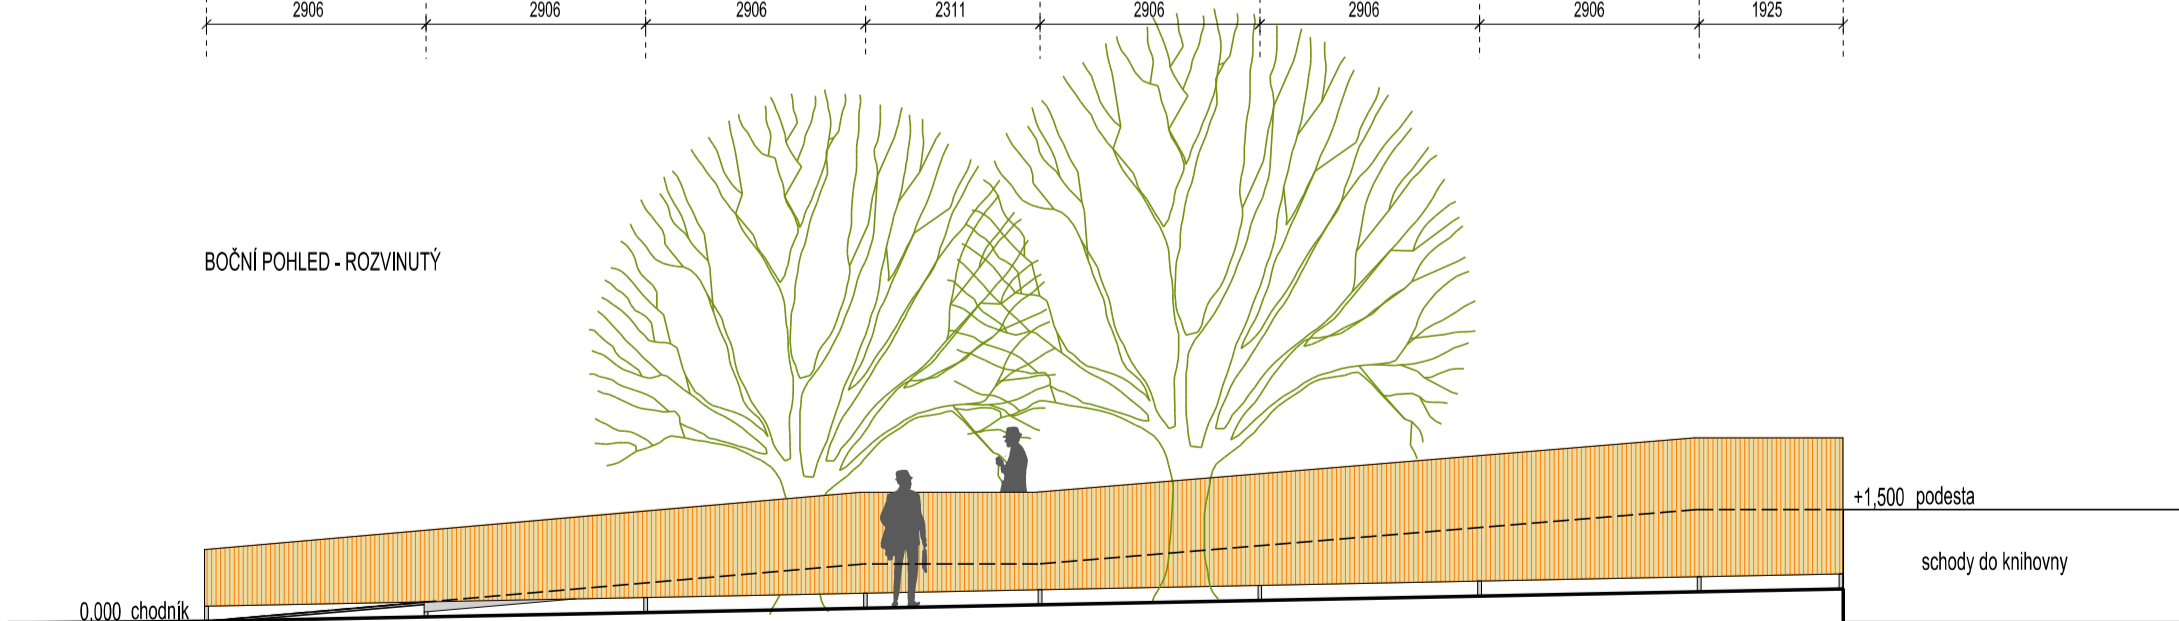 2906 2906 2906 2311 2906 2906 2906 1925
BOČNÍ POHLED - ROZVINUTÝ
+1,500 podesta
schody do knihovny
0.000 chodník